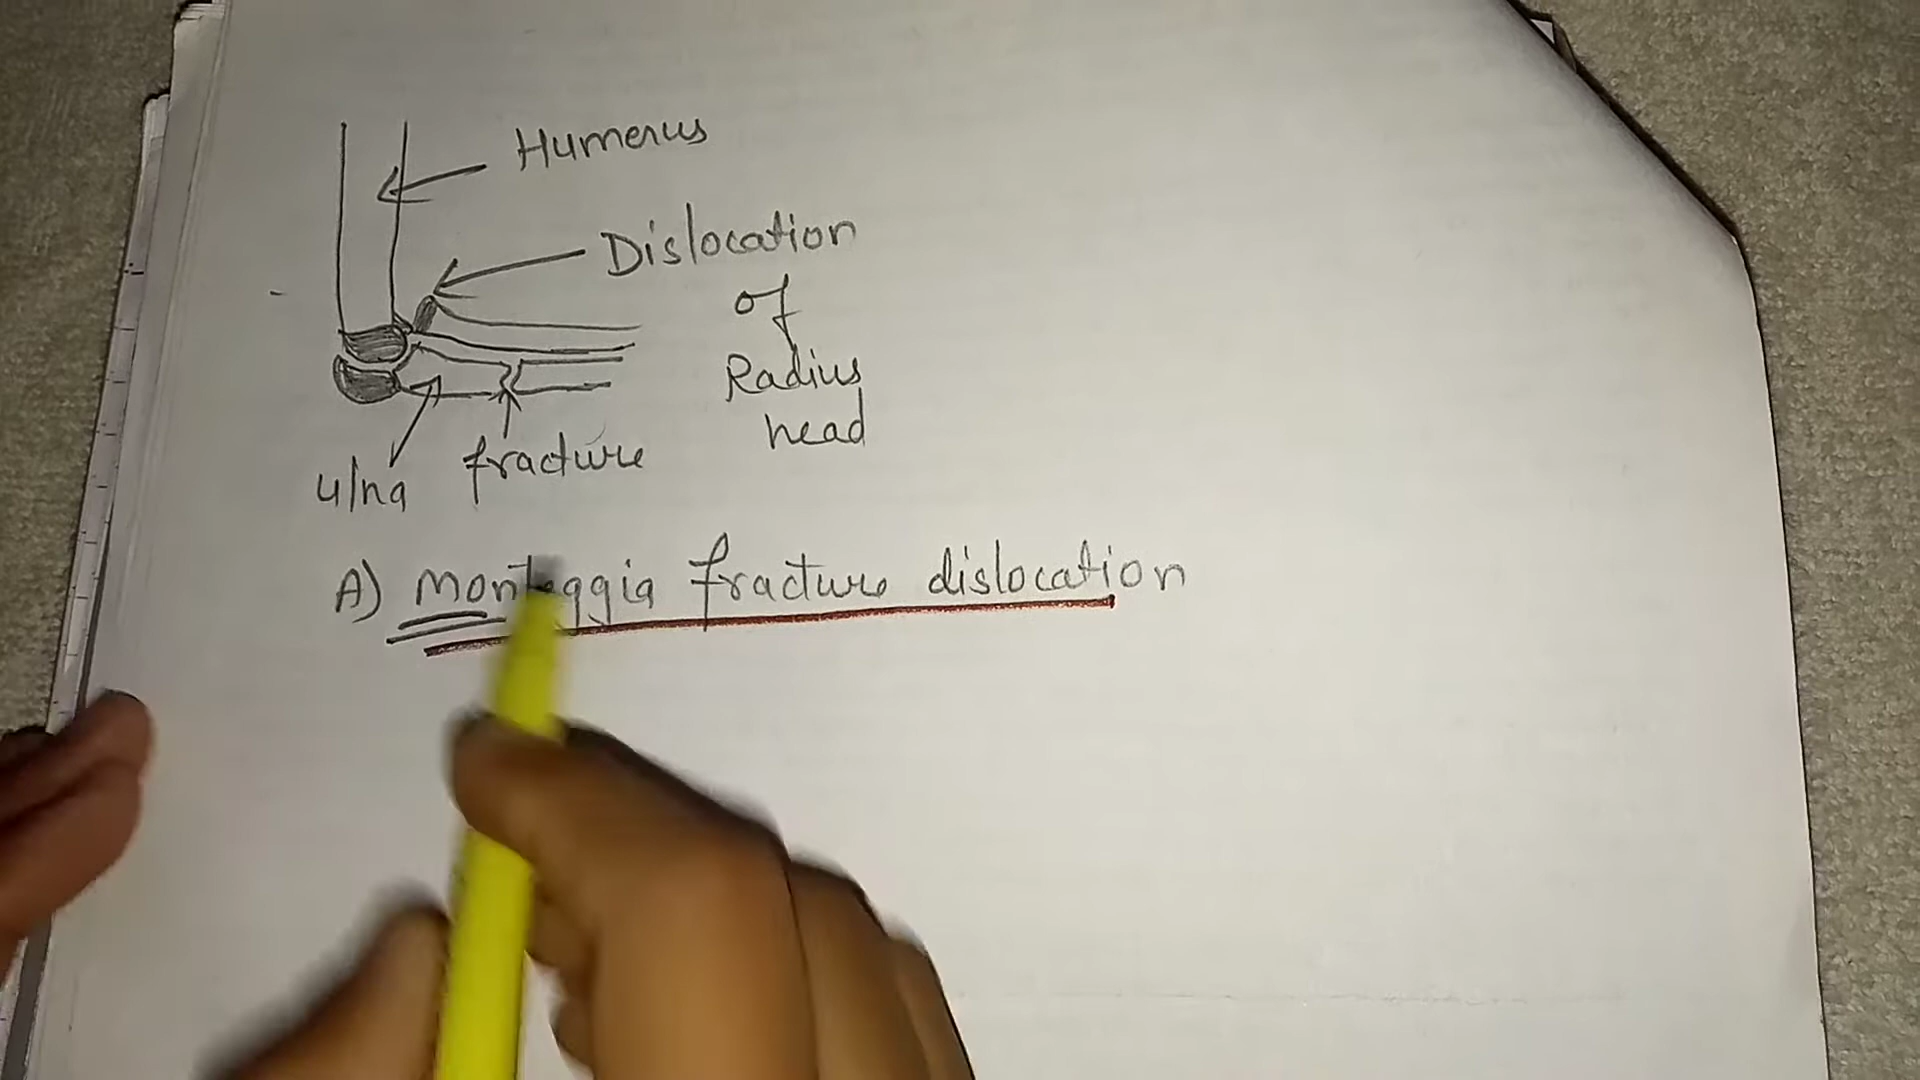 Humerus
Dislocation
of
Radius
head
ulna fracture
A) Monteggia fracture dislocation